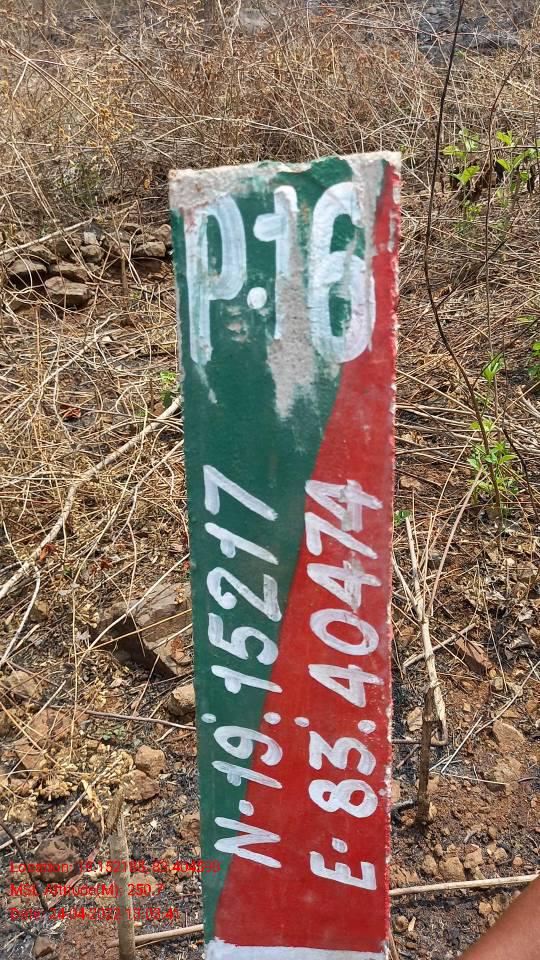 P.16
N.19:15217
E.83:40474
Location: 19.152195, 83.404699
MSL Altitude(M): 250.7
Date: 24-04-2022 13:03:41